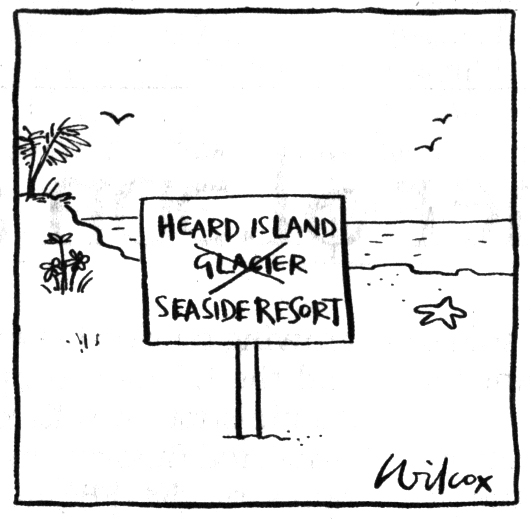 HEARD ISLAND
GLACIER
SEASIDE RESORT
Wilcox